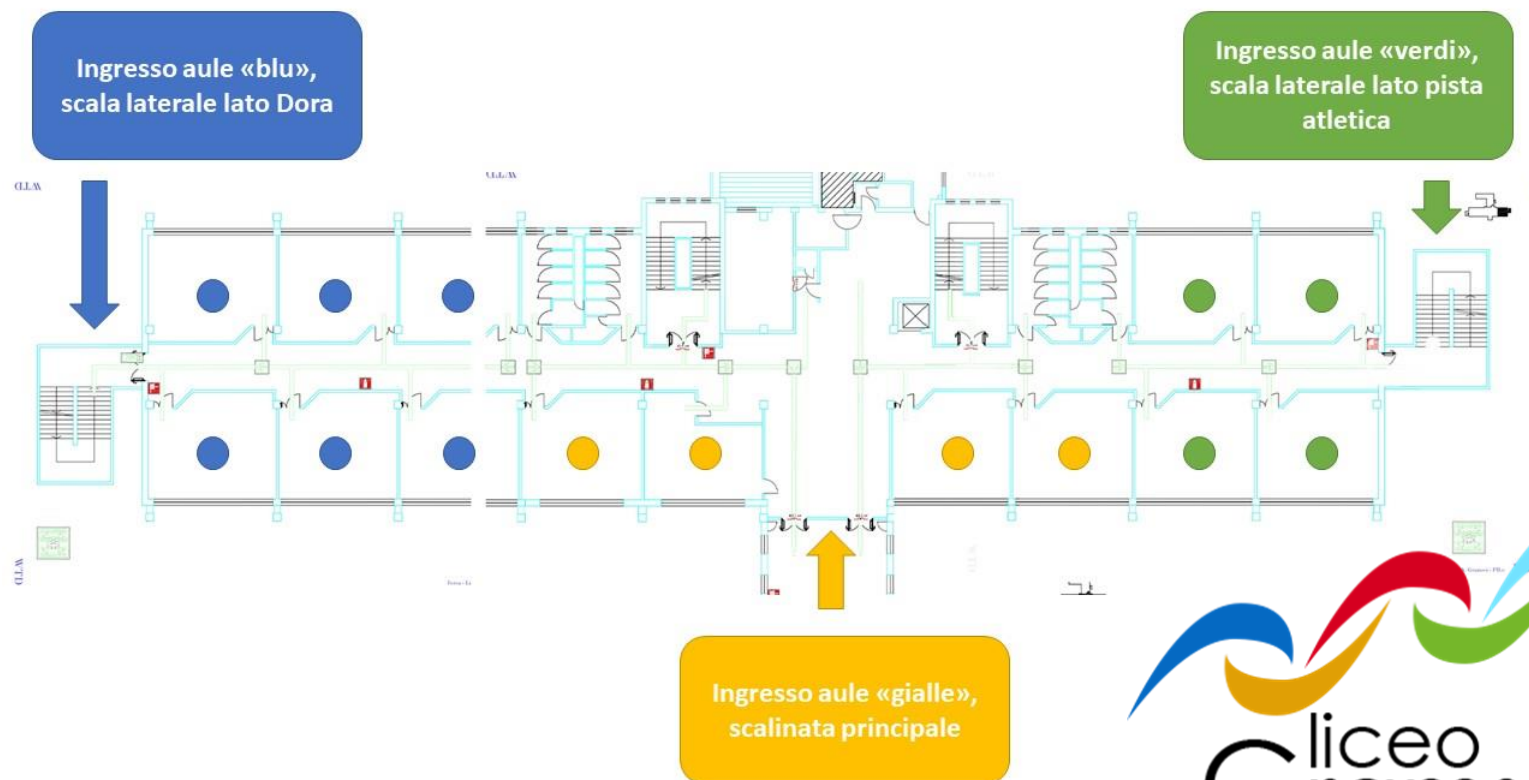 Ingresso aule «blu»,
scala laterale lato Dora
Ingresso aule «verdi»,
scala laterale lato pista
atletica
Ingresso aule «gialle»,
scalinata principale
liceo